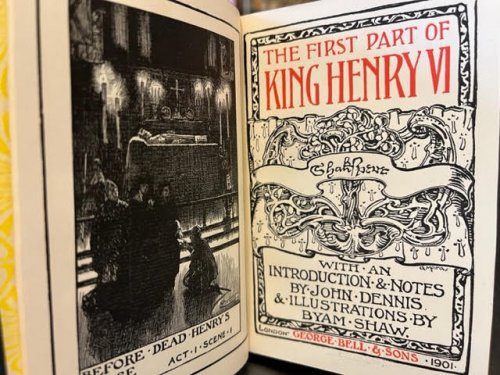 BEFORE · DEAD HENRY'S
ACT · I · SCENE · I
THE FIRST PART OF
KING HENRY VI
Shakspere
WITH · AN
INTRODUCTION · & · NOTES
BY · JOHN · DENNIS
& · ILLUSTRATIONS · BY
BYAM · SHAW.
LONDON GEORGE · BELL · & · SONS · 1901 ·